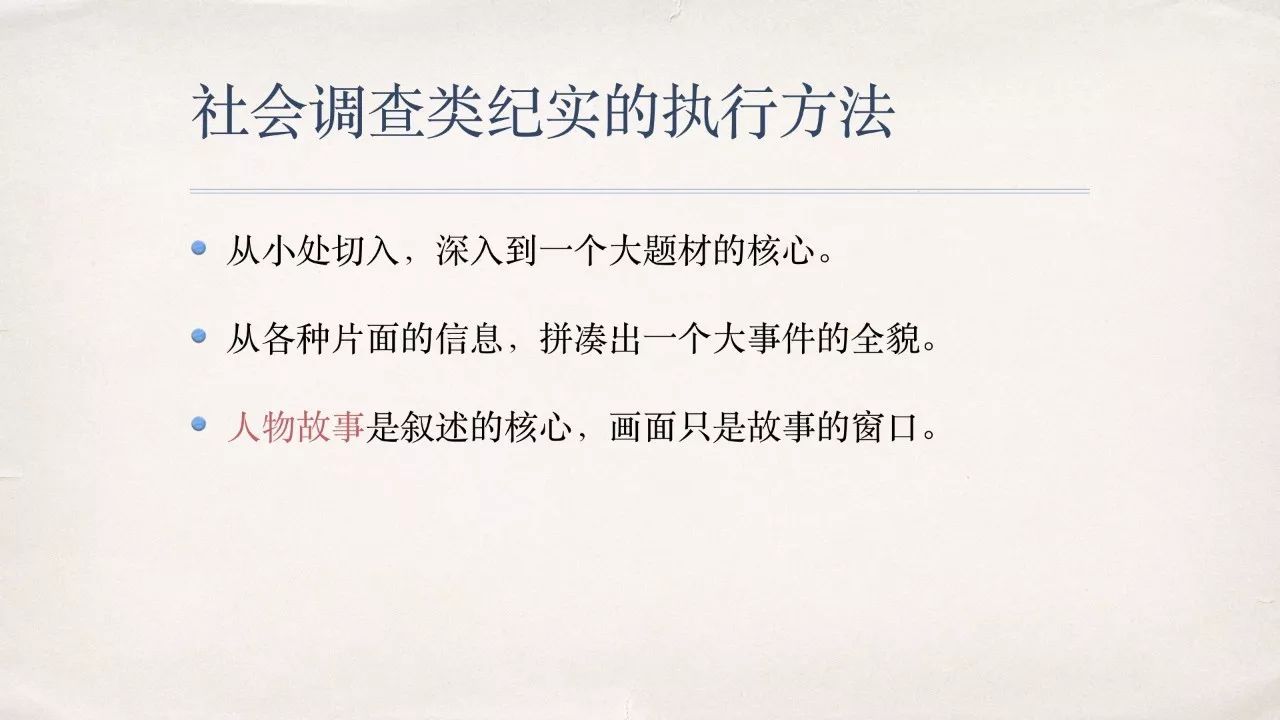 社会调查类纪实的执行方法
从小处切入，深入到一个大题材的核心。
从各种片面的信息，拼凑出一个大事件的全貌。
人物故事是叙述的核心，画面只是故事的窗口。